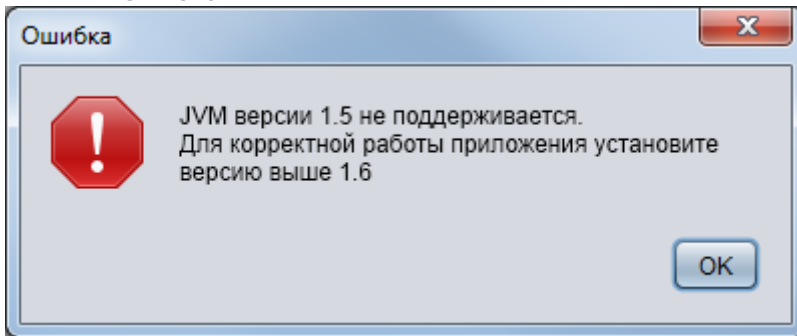 Ошибка
JVM версии 1.5 не поддерживается.
Для корректной работы приложения установите
версию выше 1.6
OK